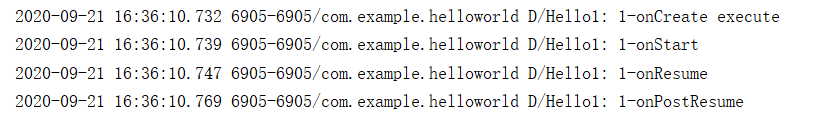 2020-09-21 16:36:10.732 6905-6905/com.example.helloworld D/Hello1: 1-onCreate execute
2020-09-21 16:36:10.739 6905-6905/com.example.helloworld D/Hello1: 1-onStart
2020-09-21 16:36:10.747 6905-6905/com.example.helloworld D/Hello1: 1-onResume
2020-09-21 16:36:10.769 6905-6905/com.example.helloworld D/Hello1: 1-onPostResume